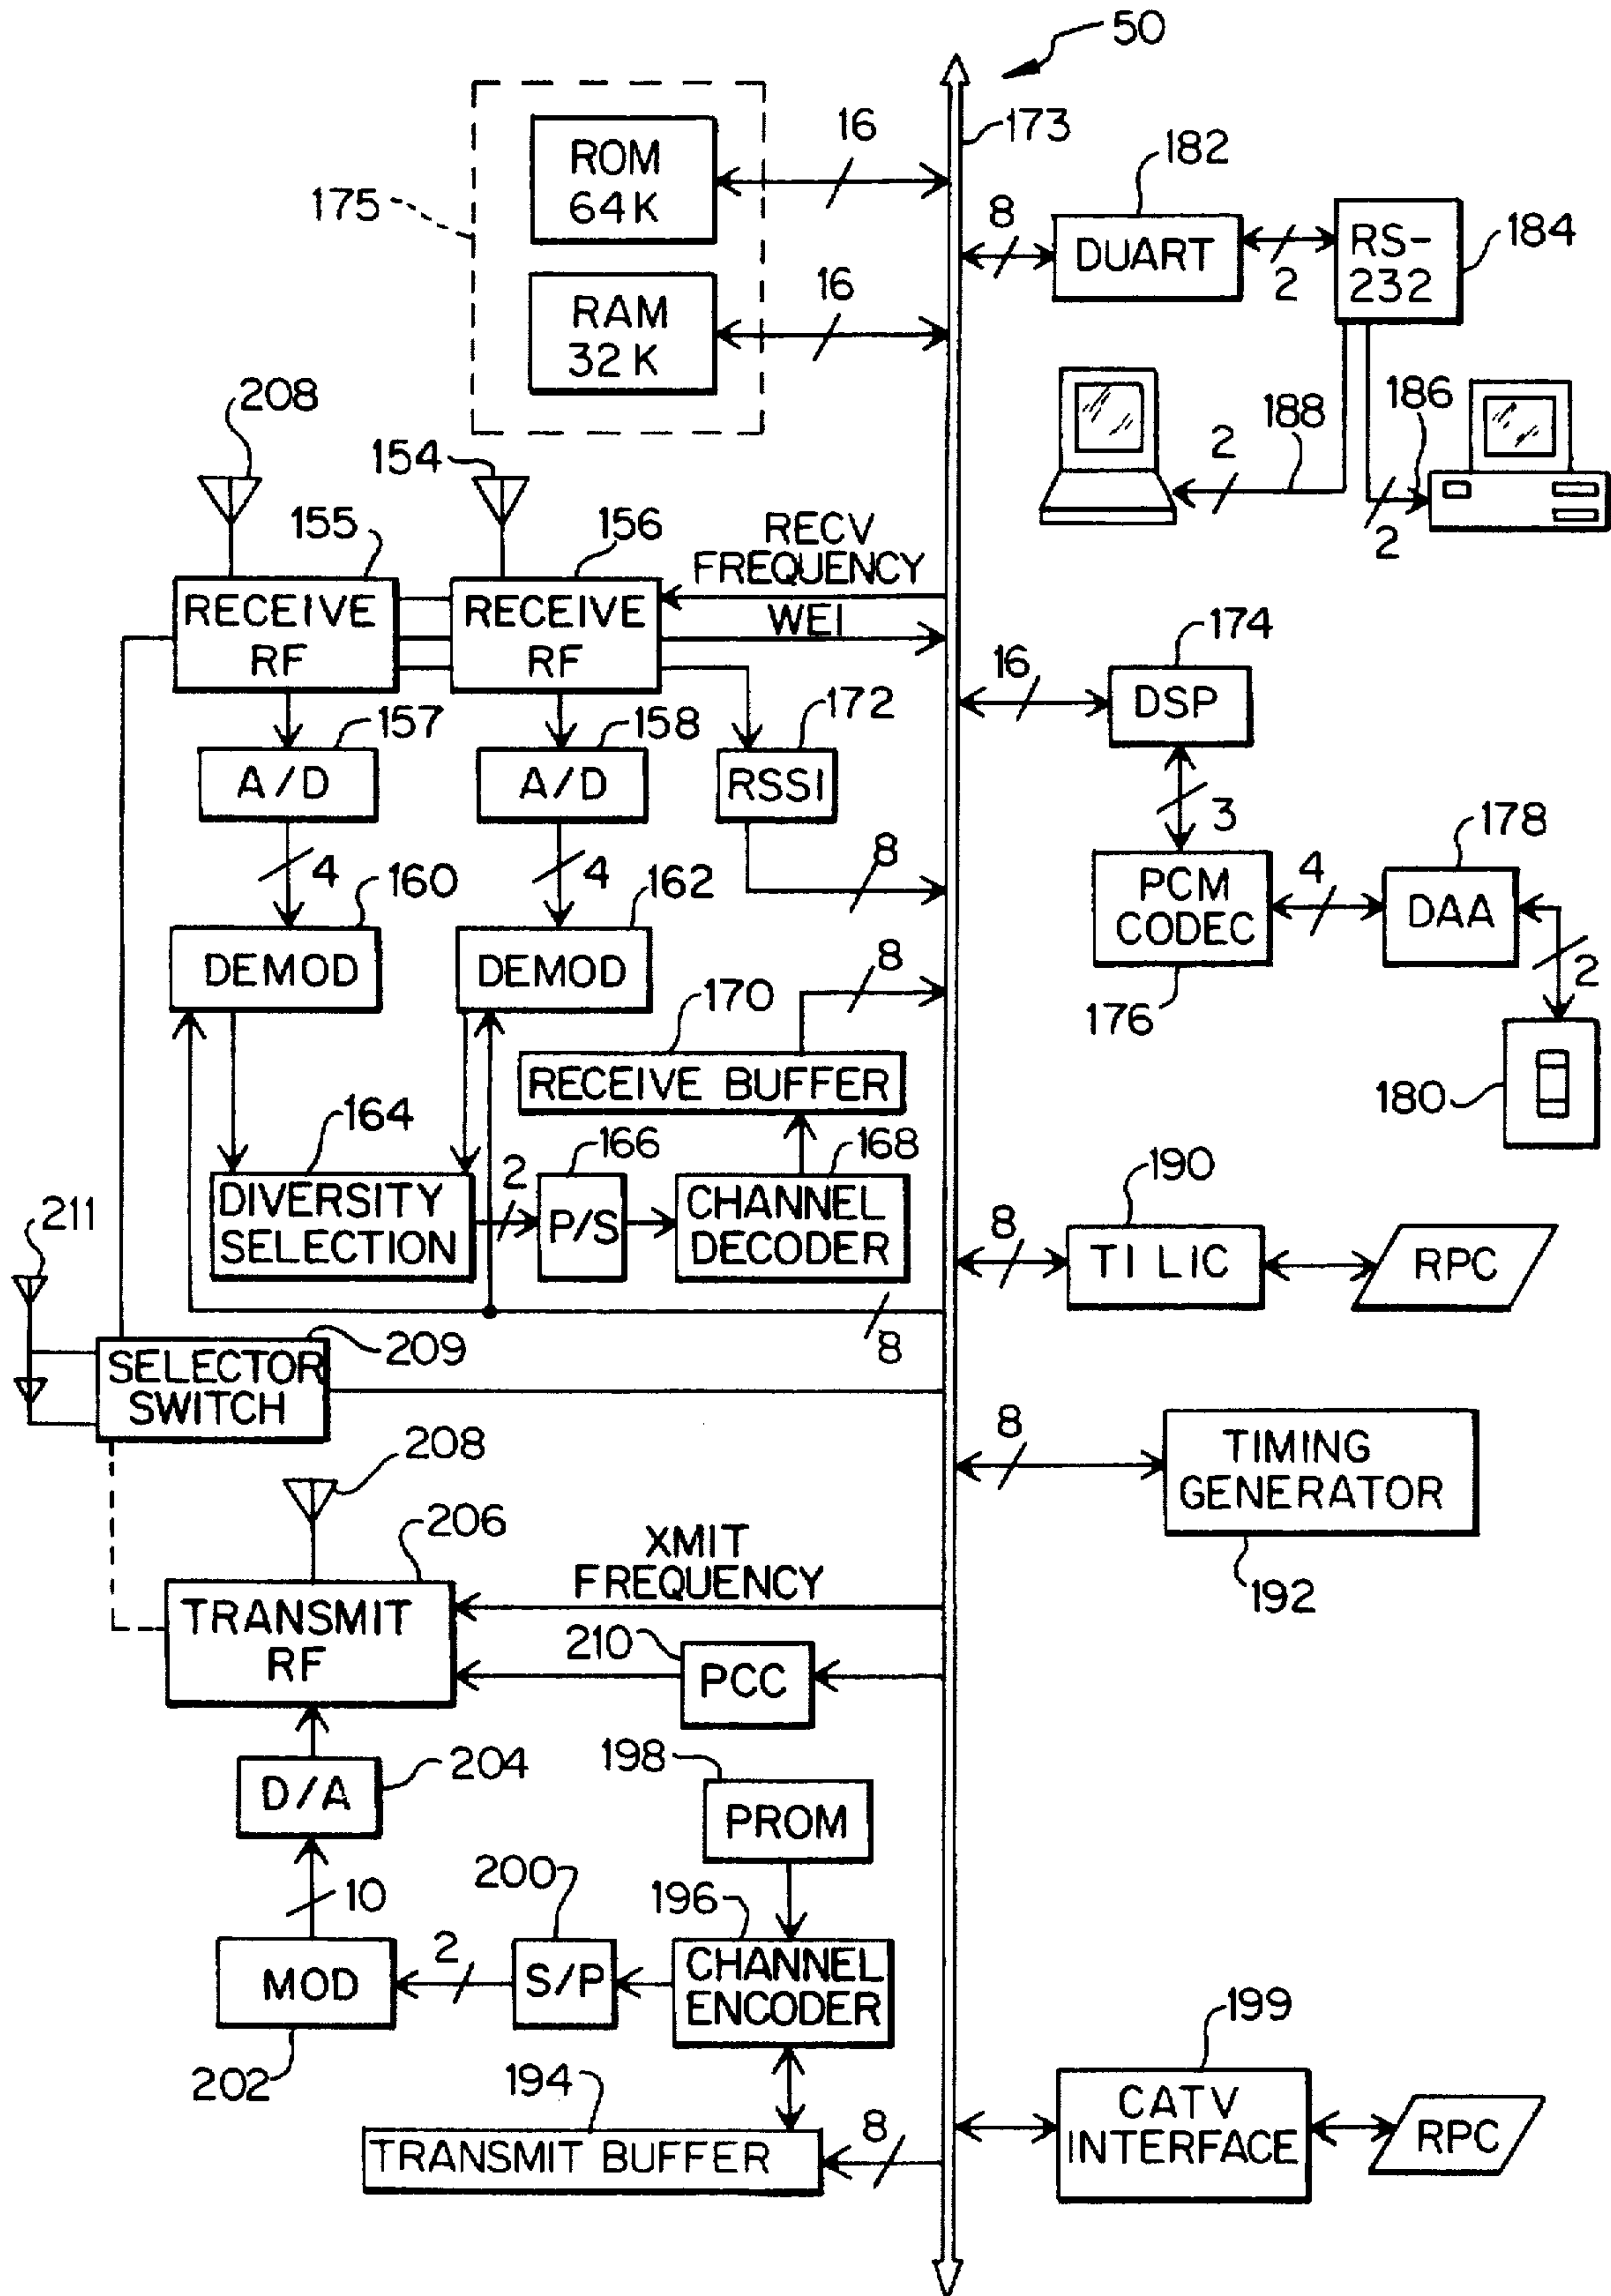 50
173
ROM
64K
16
175
RAM
32K
16
182
8
DUART
2
RS-
232
184
208
154
188
2
186
2
155
156
RECV
FREQUENCY
WEI
RECEIVE
RF
RECEIVE
RF
174
16
DSP
157
158
172
A/D
A/D
RSSI
3
178
4
160
4
162
8
PCM
CODEC
4
DAA
DEMOD
DEMOD
8
2
170
176
RECEIVE BUFFER
180
164
2
166
168
190
211
DIVERSITY
SELECTION
P/S
CHANNEL
DECODER
8
TI LIC
RPC
8
209
SELECTOR
SWITCH
8
TIMING
GENERATOR
208
206
XMIT
FREQUENCY
192
TRANSMIT
RF
210
PCC
204
198
D/A
PROM
10
200
196
2
MOD
S/P
CHANNEL
ENCODER
199
202
194
8
CATV
INTERFACE
RPC
TRANSMIT BUFFER